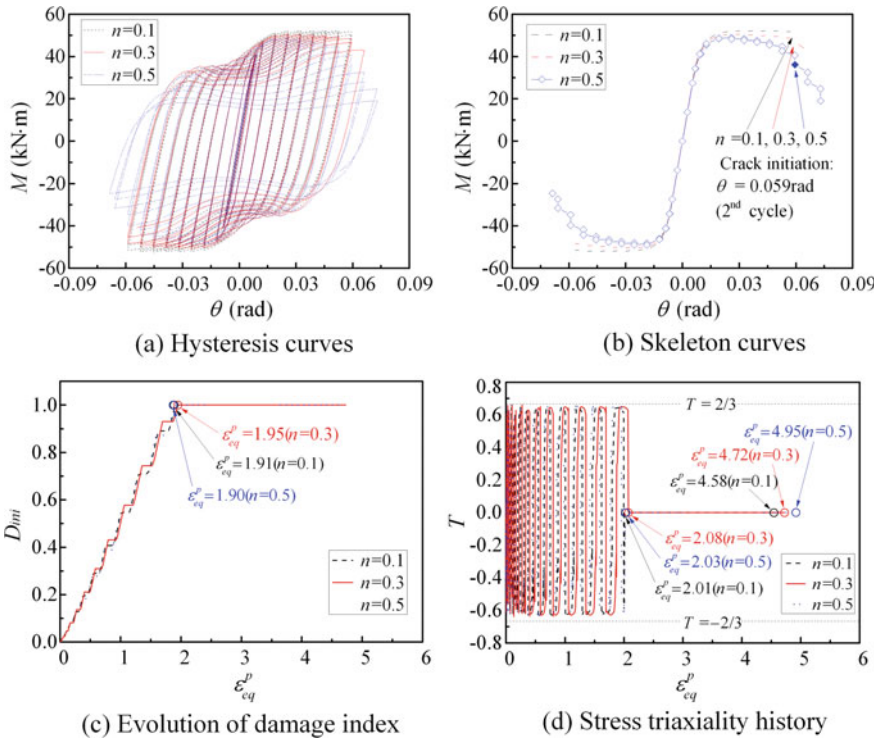 60
40
20
0
-20
-40
-60
M (kN·m)
n=0.1
n=0.3
n=0.5
-0.09 -0.06 -0.03 0.00 0.03 0.06 0.09
θ (rad)
(a) Hysteresis curves
60
40
20
0
-20
-40
-60
M (kN·m)
n=0.1
n=0.3
n=0.5
n =0.1, 0.3, 0.5
Crack initiation:
θ = 0.059rad
(2nd cycle)
-0.09 -0.06 -0.03 0.00 0.03 0.06 0.09
θ (rad)
(b) Skeleton curves
1.0
0.8
0.6
0.4
0.2
0.0
Dini
ε^p_eq=1.95(n=0.3)
ε^p_eq=1.91(n=0.1)
ε^p_eq=1.90(n=0.5)
n=0.1
n=0.3
n=0.5
0 1 2 3 4 5 6
ε^p_eq
(c) Evolution of damage index
0.8
0.6
0.4
0.2
0.0
-0.2
-0.4
-0.6
-0.8
T
T = 2/3
ε^p_eq=4.95(n=0.5)
ε^p_eq=4.72(n=0.3)
ε^p_eq=4.58(n=0.1)
ε^p_eq=2.08(n=0.3)
ε^p_eq=2.03(n=0.5)
ε^p_eq=2.01(n=0.1)
n=0.1
n=0.3
n=0.5
T =−2/3
0 1 2 3 4 5 6
ε^p_eq
(d) Stress triaxiality history